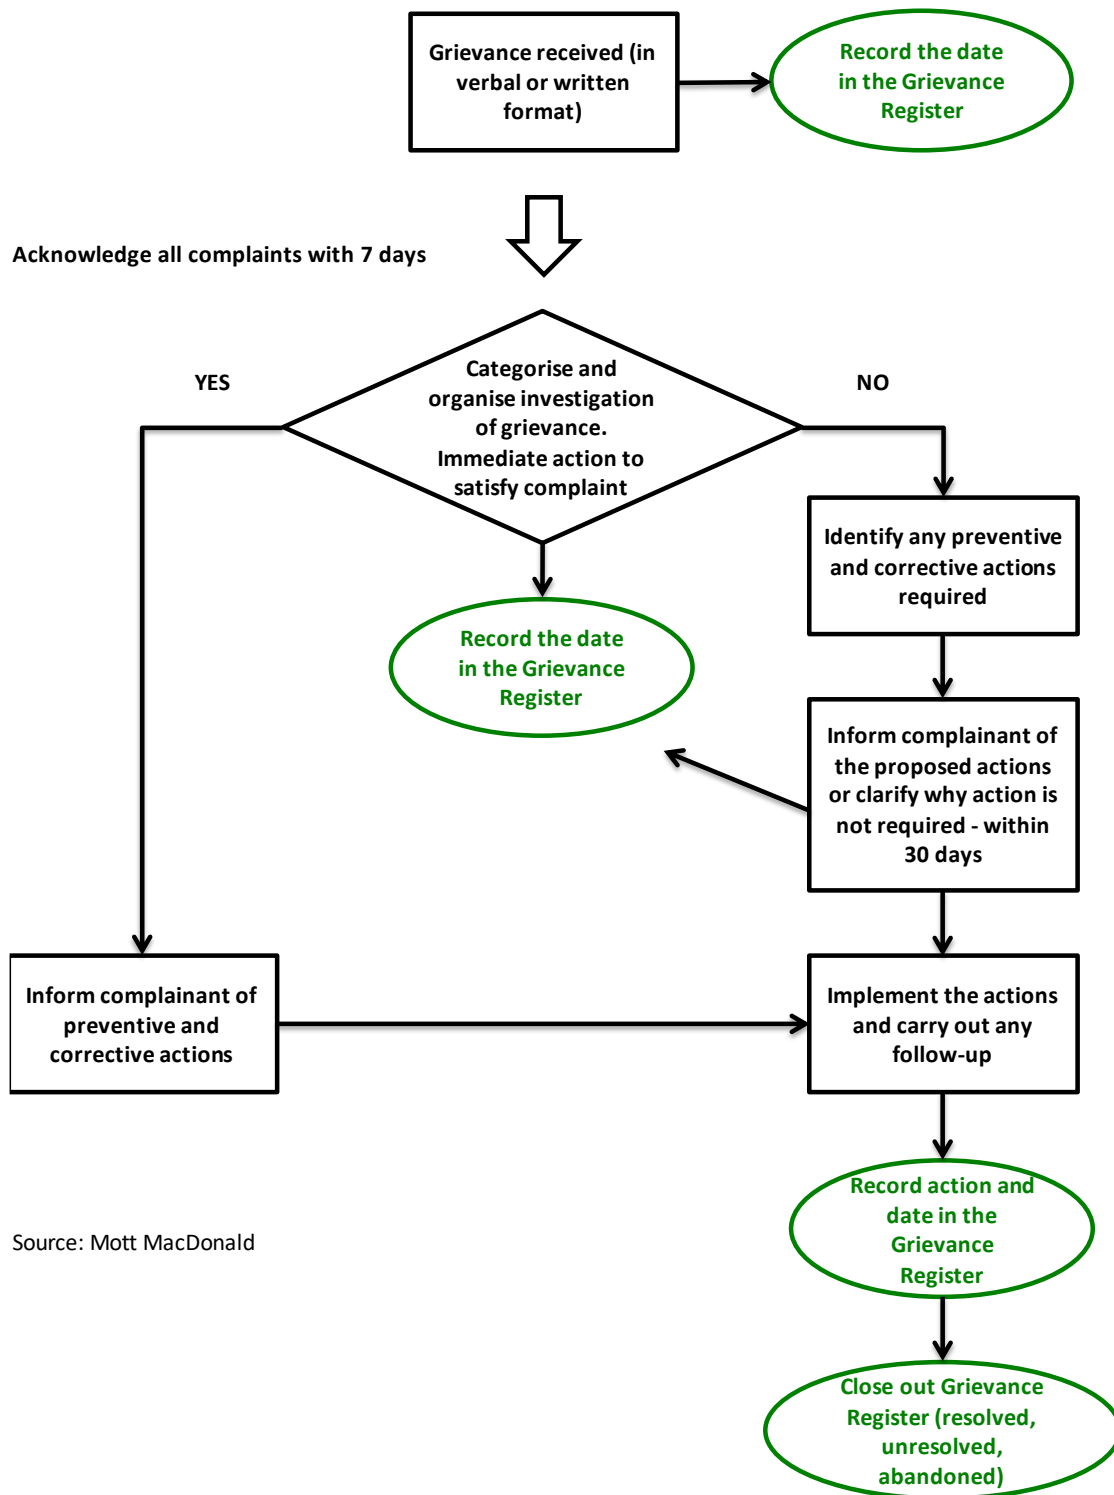 Grievance received (in
verbal or written
format)
Record the date
in the Grievance
Register
Acknowledge all complaints with 7 days
YES
Categorise and
organise investigation
of grievance.
Immediate action to
satisfy complaint
NO
Identify any preventive
and corrective actions
required
Record the date
in the Grievance
Register
Inform complainant of
the proposed actions
or clarify why action is
not required - within
30 days
Inform complainant of
preventive and
corrective actions
Implement the actions
and carry out any
follow-up
Record action and
date in the
Grievance
Register
Source: Mott MacDonald
Close out Grievance
Register (resolved,
unresolved,
abandoned)